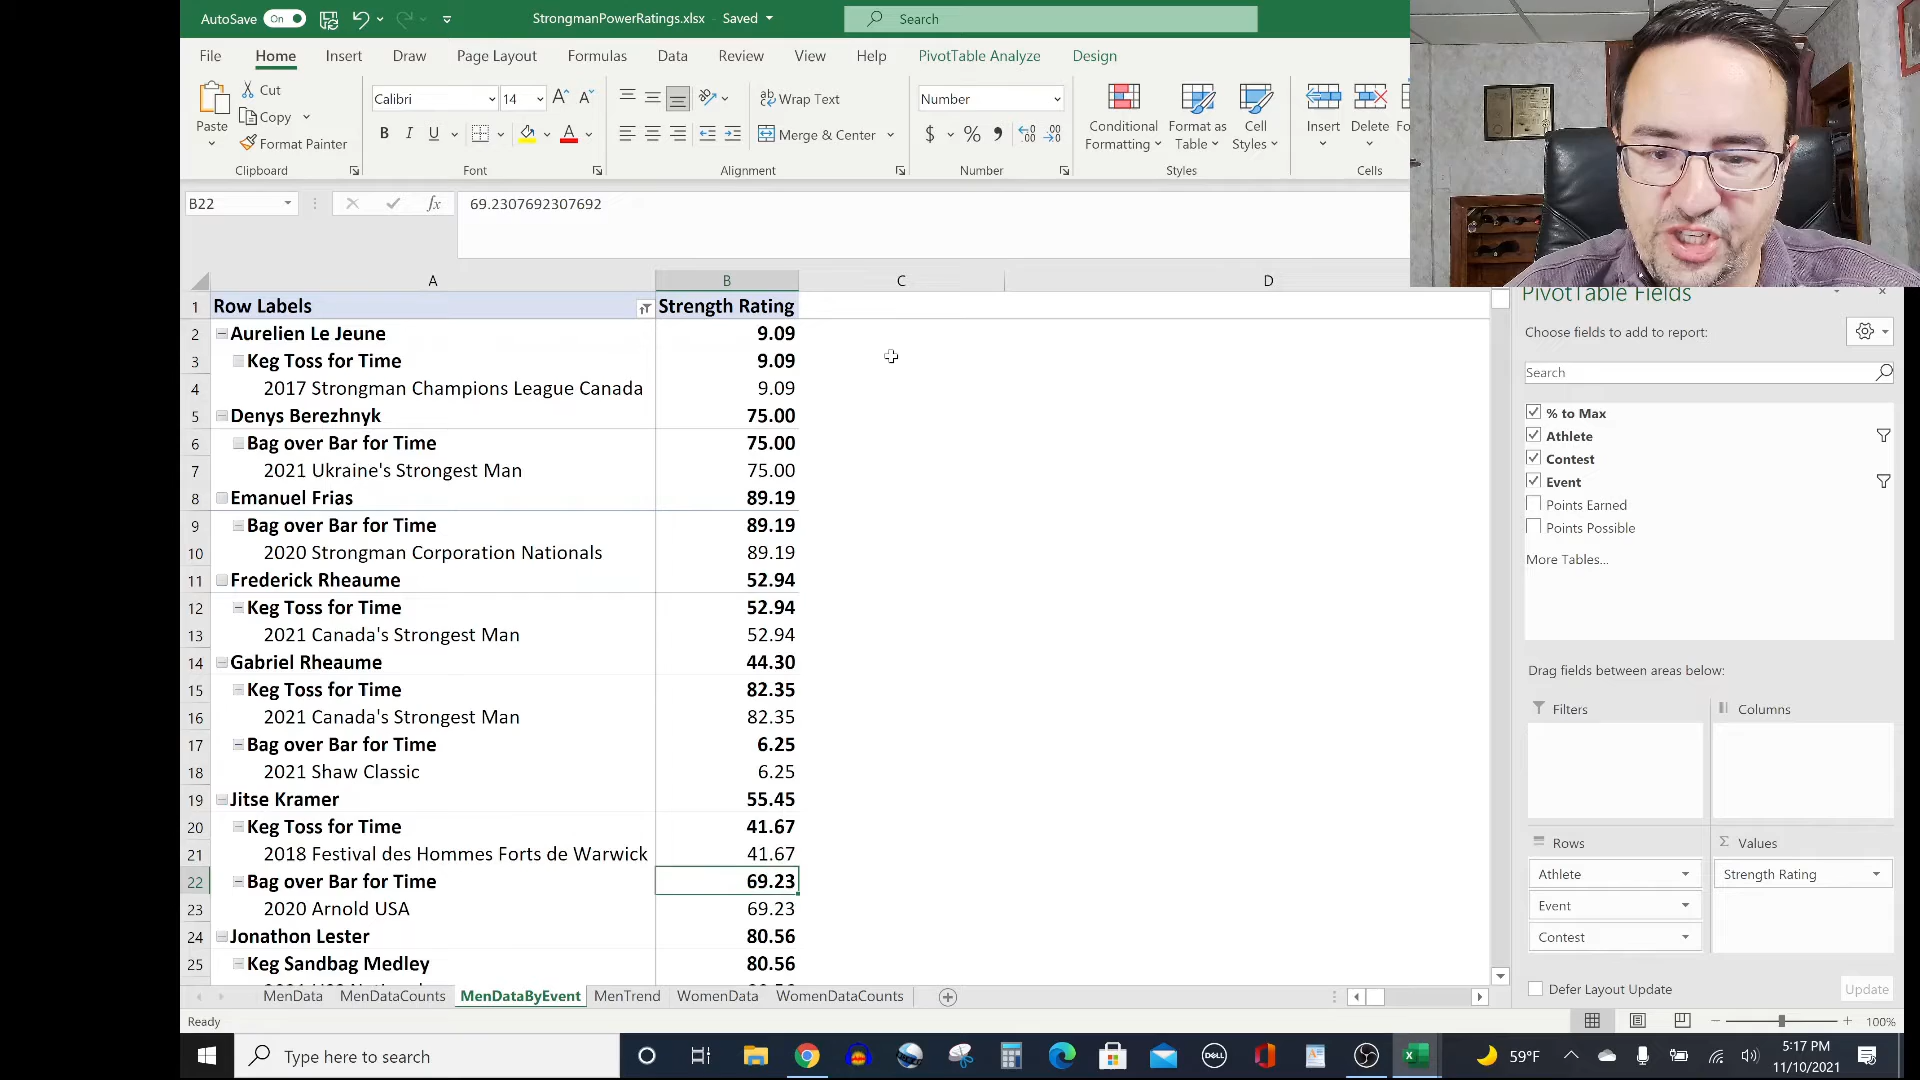 AutoSave On StrongmanPowerRatings.xlsx Saved Search
File Home Insert Draw Page Layout Formulas Data Review View Help PivotTable Analyze Design
Paste Cut Copy Format Painter
Calibri 14
B I U
Wrap Text
Merge & Center
Number
$ % ,
Conditional Formatting Format as Table Cell Styles Insert Delete
Clipboard Font Alignment Number Styles Cells
B22 fx 69.2307692307692
A B C D
1 Row Labels Strength Rating
2 Aurelien Le Jeune 9.09
3 Keg Toss for Time 9.09
4 2017 Strongman Champions League Canada 9.09
5 Denys Berezhnyk 75.00
6 Bag over Bar for Time 75.00
7 2021 Ukraine's Strongest Man 75.00
8 Emanuel Frias 89.19
9 Bag over Bar for Time 89.19
10 2020 Strongman Corporation Nationals 89.19
11 Frederick Rheaume 52.94
12 Keg Toss for Time 52.94
13 2021 Canada's Strongest Man 52.94
14 Gabriel Rheaume 44.30
15 Keg Toss for Time 82.35
16 2021 Canada's Strongest Man 82.35
17 Bag over Bar for Time 6.25
18 2021 Shaw Classic 6.25
19 Jitse Kramer 55.45
20 Keg Toss for Time 41.67
21 2018 Festival des Hommes Forts de Warwick 41.67
22 Bag over Bar for Time 69.23
23 2020 Arnold USA 69.23
24 Jonathon Lester 80.56
25 Keg Sandbag Medley 80.56
PivotTable Fields
Choose fields to add to report:
Search
% to Max
Athlete
Contest
Event
Points Earned
Points Possible
More Tables...
Drag fields between areas below:
Filters Columns
Rows Values
Athlete Strength Rating
Event
Contest
Defer Layout Update Update
MenData MenDataCounts MenDataByEvent MenTrend WomenData WomenDataCounts
Ready 100%
Type here to search 59°F 5:17 PM
11/10/2021